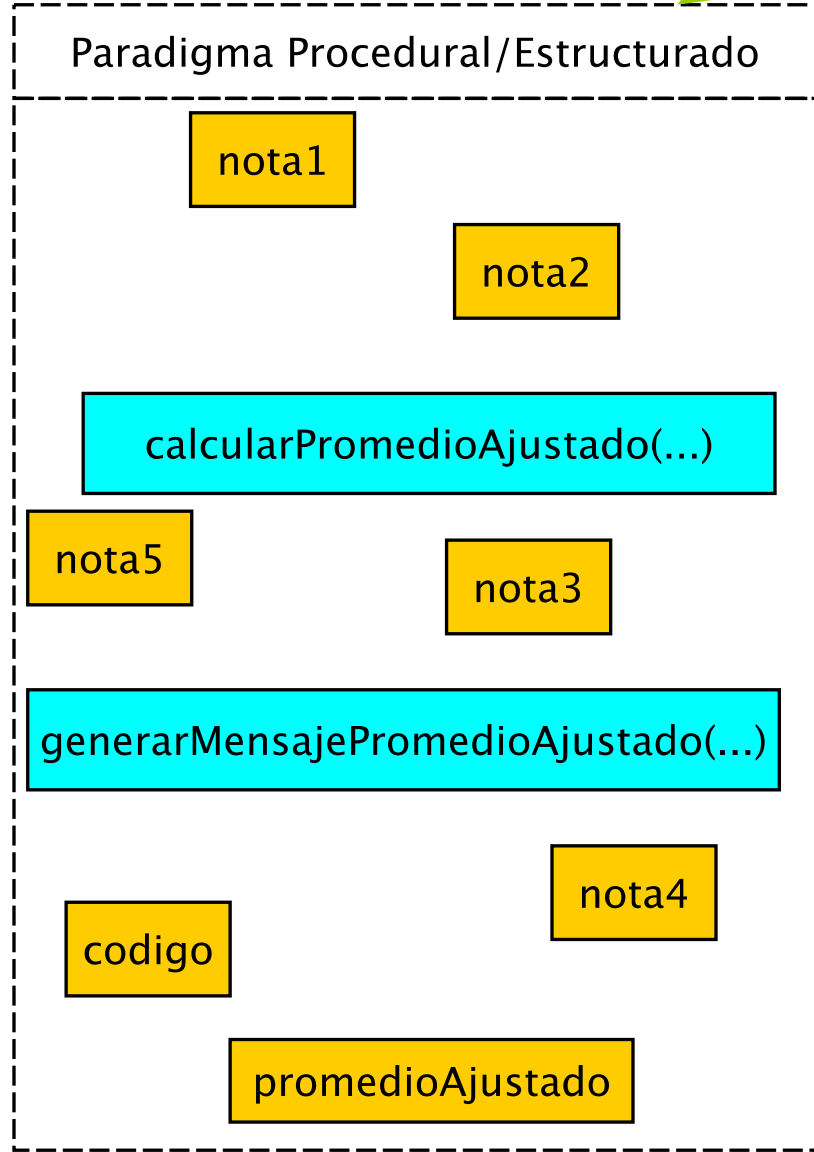 Paradigma Procedural/Estructurado
nota1
nota2
calcularPromedioAjustado(...)
nota5
nota3
generarMensajePromedioAjustado(...)
nota4
codigo
promedioAjustado